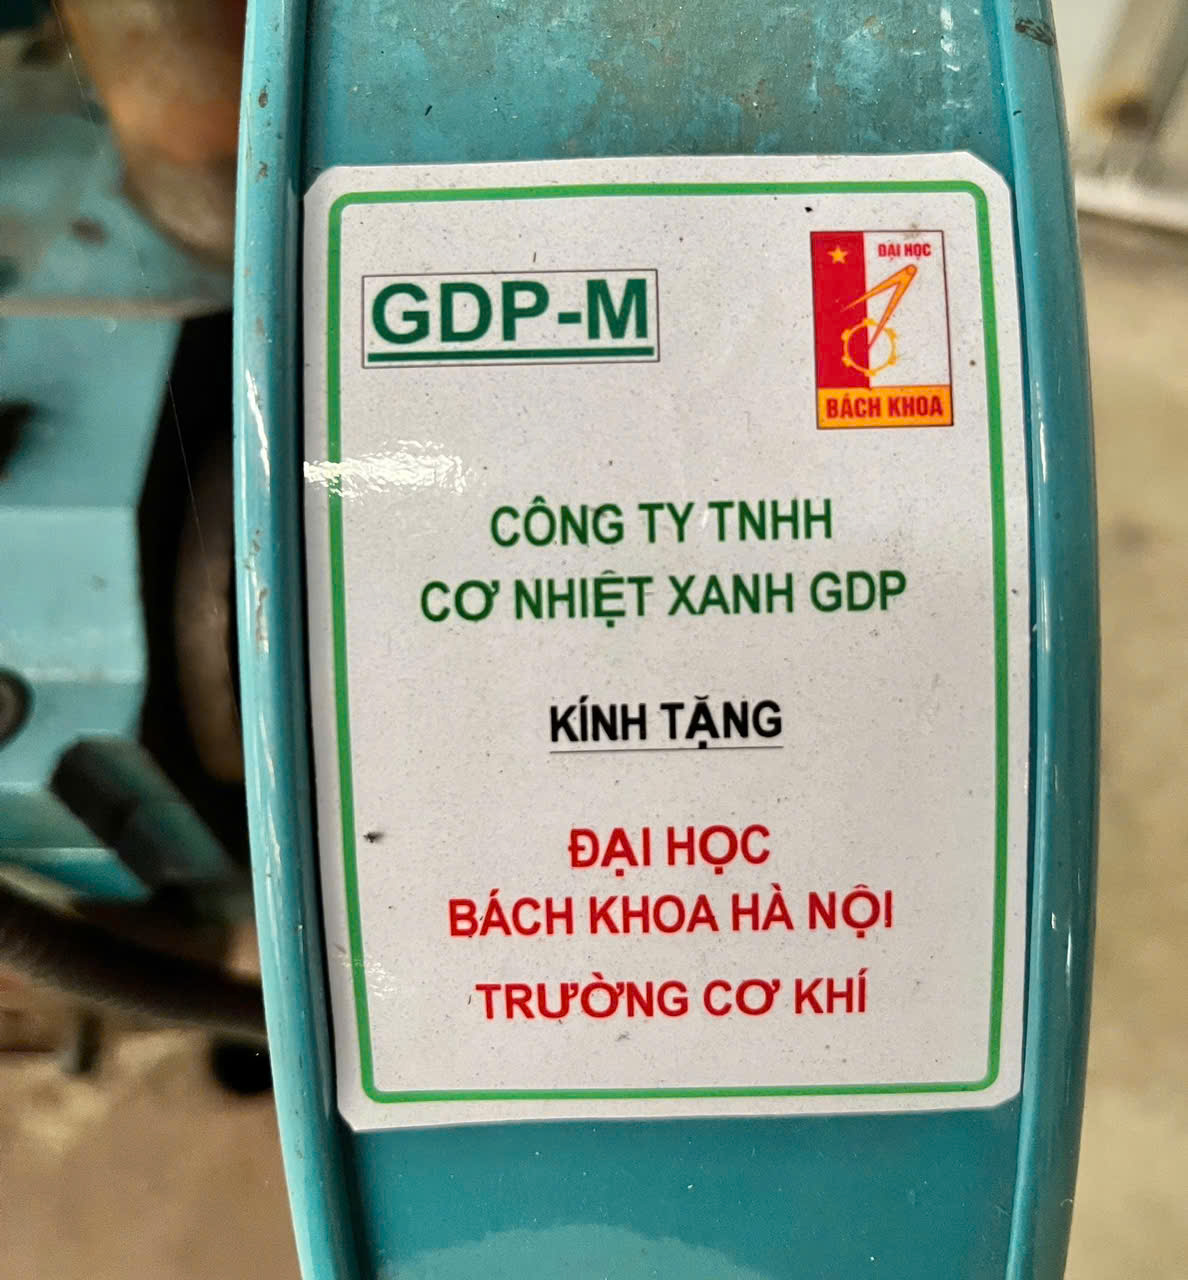 GDP-M
ĐẠI HỌC
BÁCH KHOA
CÔNG TY TNHH
CƠ NHIỆT XANH GDP
KÍNH TẶNG
ĐẠI HỌC
BÁCH KHOA HÀ NỘI
TRƯỜNG CƠ KHÍ